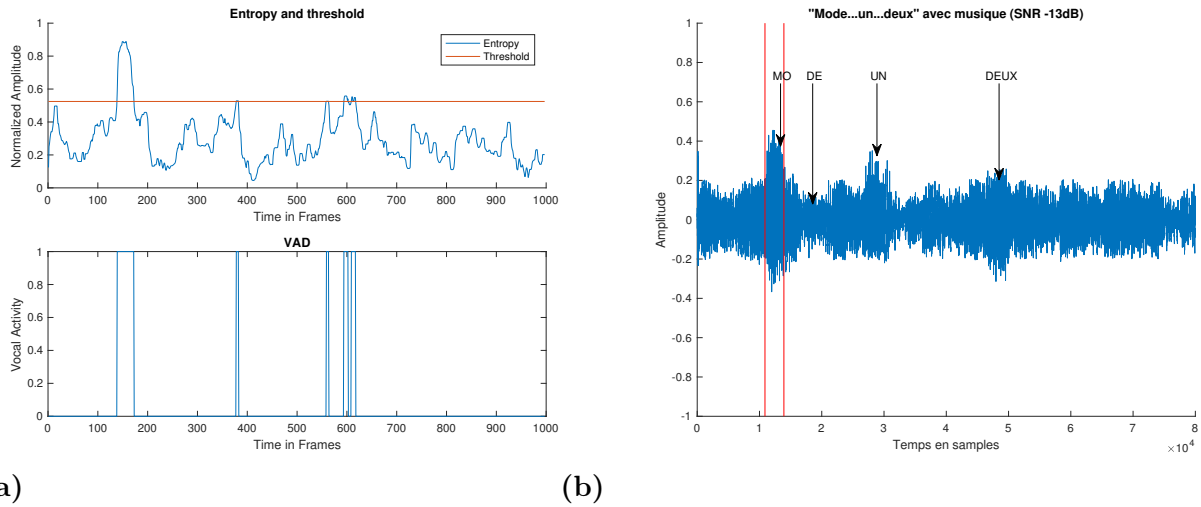 Entropy and threshold
Normalized Amplitude
1
0.8
0.6
0.4
0.2
0
Entropy
Threshold
0 100 200 300 400 500 600 700 800 900 1000
Time in Frames
VAD
Vocal Activity
1
0.8
0.6
0.4
0.2
0
0 100 200 300 400 500 600 700 800 900 1000
Time in Frames
a)
"Mode...un...deux" avec musique (SNR -13dB)
Amplitude
1
0.8
0.6
0.4
0.2
0
-0.2
-0.4
-0.6
-0.8
-1
MO DE UN DEUX
0 1 2 3 4 5 6 7 8
Temps en samples
×10⁴
(b)